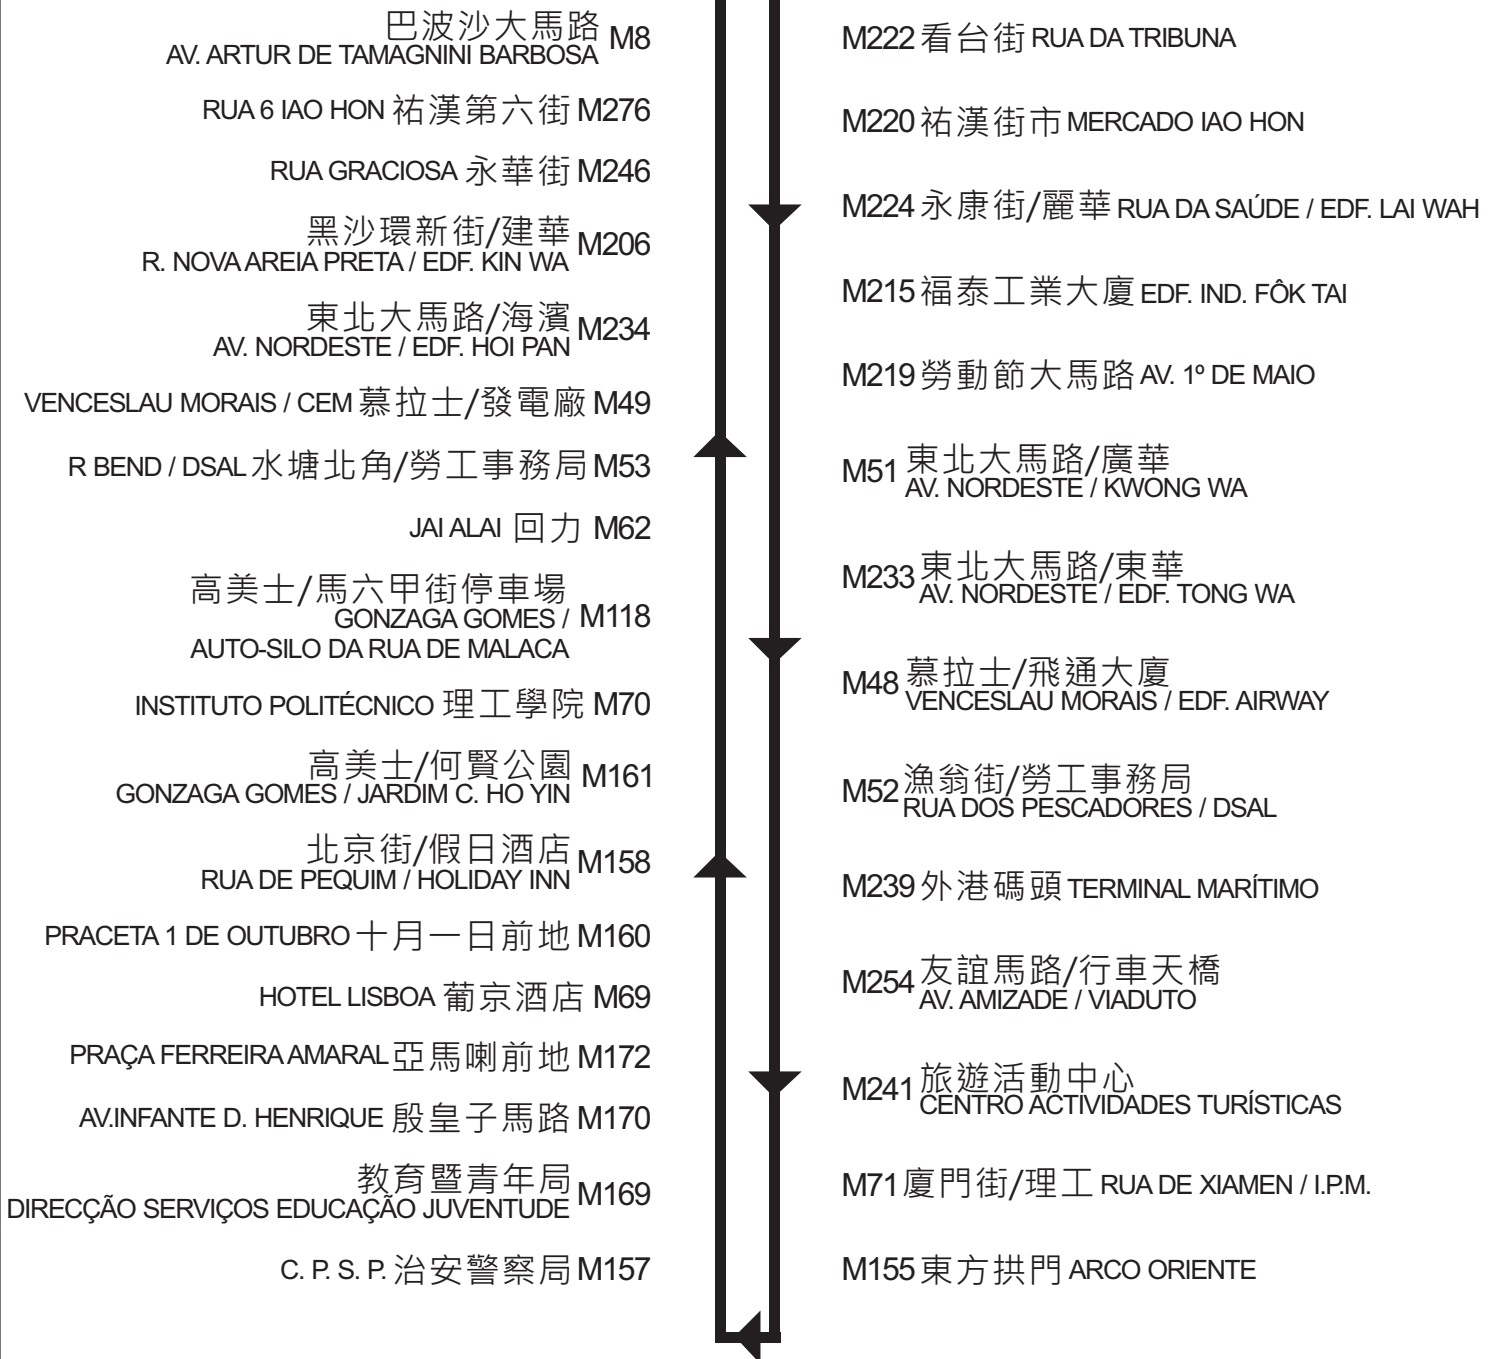 巴波沙大馬路
AV. ARTUR DE TAMAGNINI BARBOSA M8
RUA 6 IAO HON 祐漢第六街 M276
RUA GRACIOSA 永華街 M246
黑沙環新街/建華
R. NOVA AREIA PRETA / EDF. KIN WA M206
東北大馬路/海濱
AV. NORDESTE / EDF. HOI PAN M234
VENCESLAU MORAIS / CEM 慕拉士/發電廠 M49
R BEND / DSAL 水塘北角/勞工事務局 M53
JAI ALAI 回力 M62
高美士/馬六甲街停車場
GONZAGA GOMES / M118
AUTO-SILO DA RUA DE MALACA
INSTITUTO POLITÉCNICO 理工學院 M70
高美士/何賢公園
GONZAGA GOMES / JARDIM C. HO YIN M161
北京街/假日酒店
RUA DE PEQUIM / HOLIDAY INN M158
PRACETA 1 DE OUTUBRO 十月一日前地 M160
HOTEL LISBOA 葡京酒店 M69
PRAÇA FERREIRA AMARAL 亞馬喇前地 M172
AV.INFANTE D. HENRIQUE 殷皇子馬路 M170
教育暨青年局
DIRECÇÃO SERVIÇOS EDUCAÇÃO JUVENTUDE M169
C. P. S. P. 治安警察局 M157
M222 看台街 RUA DA TRIBUNA
M220 祐漢街市 MERCADO IAO HON
M224 永康街/麗華 RUA DA SAÚDE / EDF. LAI WAH
M215 福泰工業大廈 EDF. IND. FÔK TAI
M219 勞動節大馬路 AV. 1º DE MAIO
M51 東北大馬路/廣華
AV. NORDESTE / KWONG WA
M233 東北大馬路/東華
AV. NORDESTE / EDF. TONG WA
M48 慕拉士/飛通大廈
VENCESLAU MORAIS / EDF. AIRWAY
M52 漁翁街/勞工事務局
RUA DOS PESCADORES / DSAL
M239 外港碼頭 TERMINAL MARÍTIMO
M254 友誼馬路/行車天橋
AV. AMIZADE / VIADUTO
M241 旅遊活動中心
CENTRO ACTIVIDADES TURÍSTICAS
M71 廈門街/理工 RUA DE XIAMEN / I.P.M.
M155 東方拱門 ARCO ORIENTE